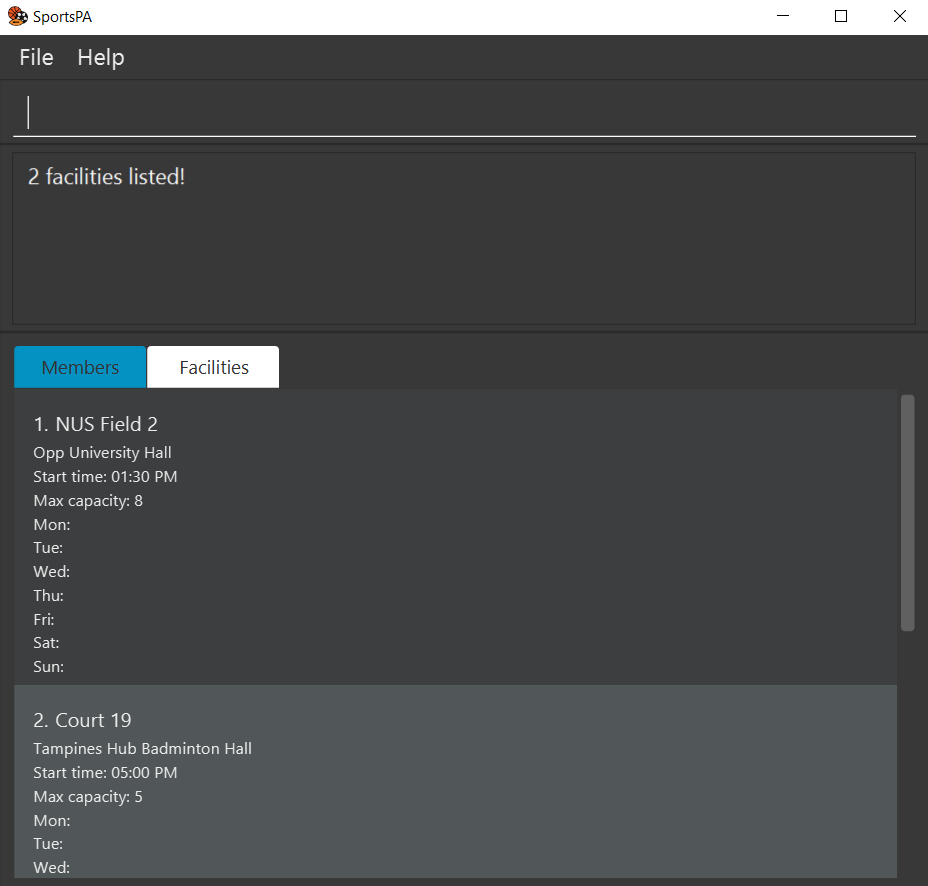 SportsPA
File Help
2 facilities listed!
Members Facilities
1. NUS Field 2
Opp University Hall
Start time: 01:30 PM
Max capacity: 8
Mon:
Tue:
Wed:
Thu:
Fri:
Sat:
Sun:
2. Court 19
Tampines Hub Badminton Hall
Start time: 05:00 PM
Max capacity: 5
Mon:
Tue:
Wed: